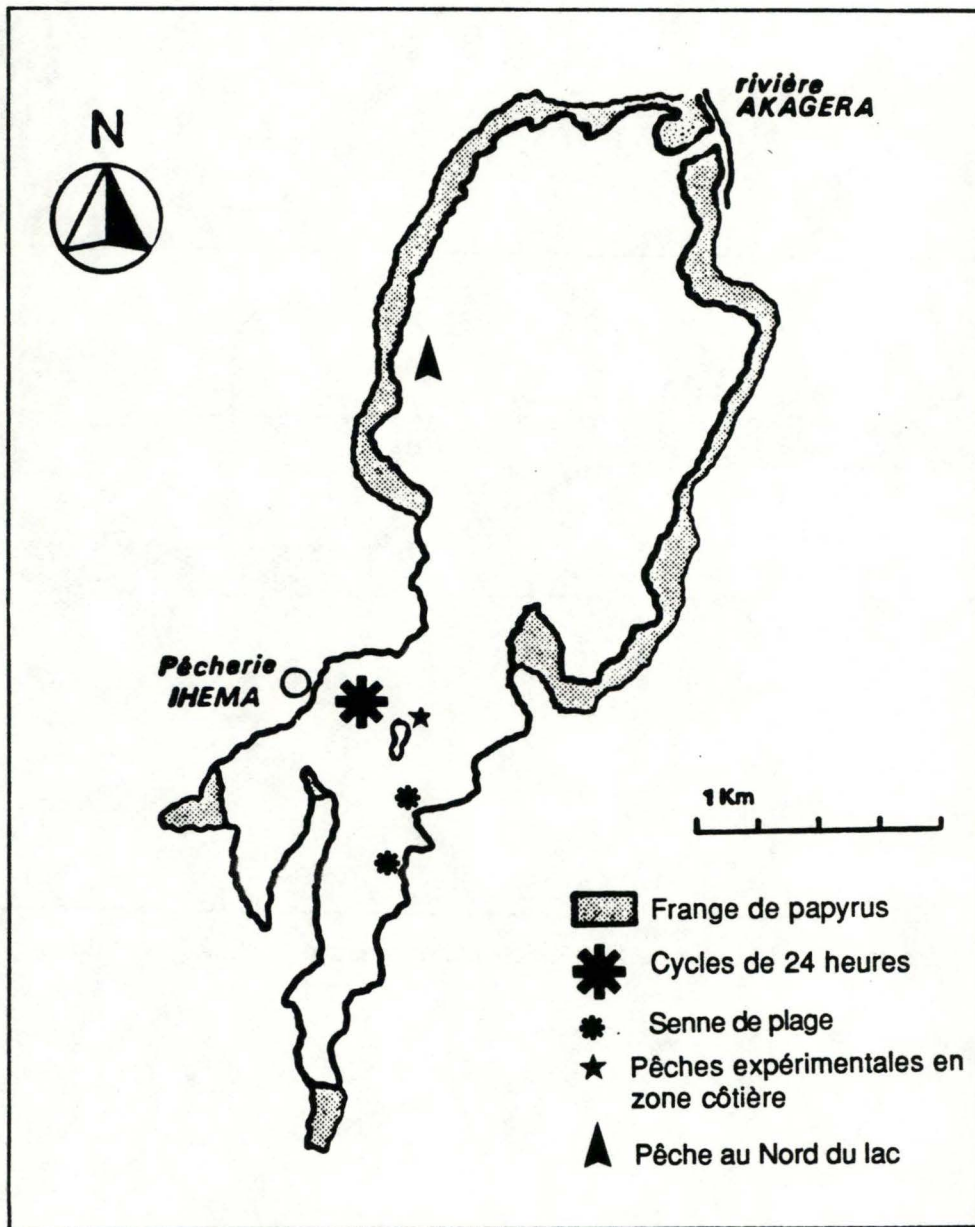 rivière
AKAGERA
N
Pêcherie
IHEMA
1 Km
Frange de papyrus
Cycles de 24 heures
Senne de plage
Pêches expérimentales en
zone côtière
Pêche au Nord du lac